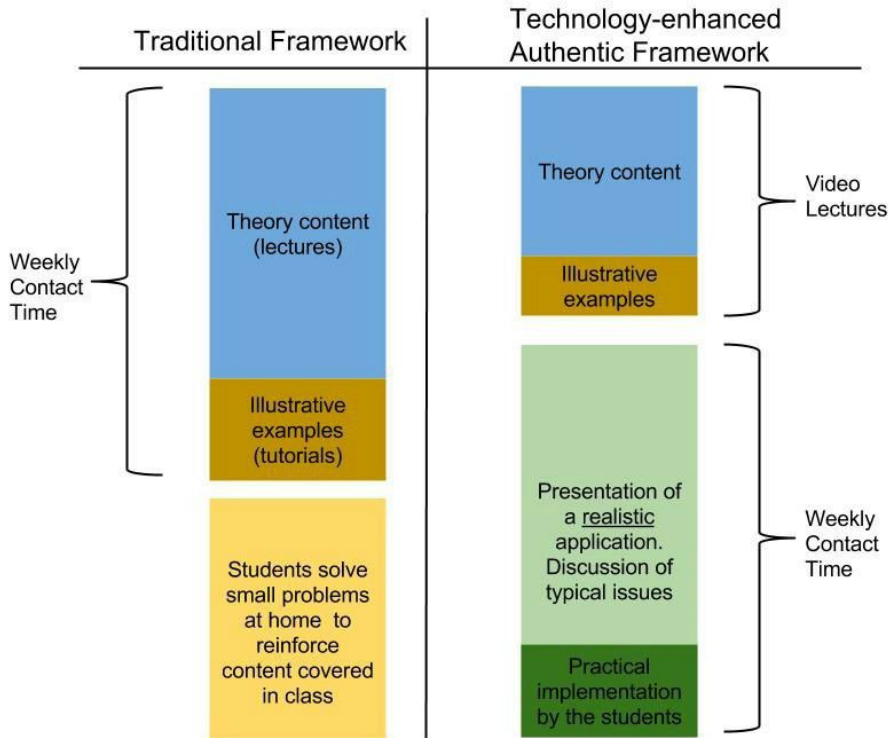 Traditional Framework
Technology-enhanced
Authentic Framework
Weekly
Contact
Time
Theory content
(lectures)
Illustrative
examples
(tutorials)
Students solve
small problems
at home to
reinforce
content covered
in class
Theory content
Illustrative
examples
Video
Lectures
Presentation of
a realistic
application.
Discussion of
typical issues
Practical
implementation
by the students
Weekly
Contact
Time